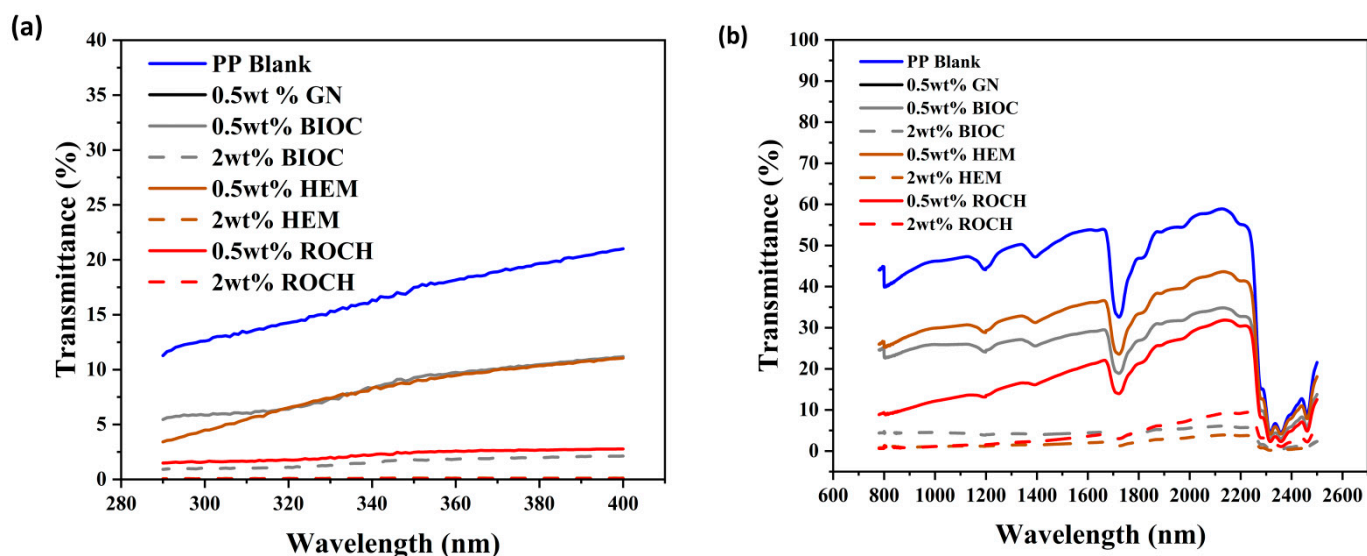 (a)
40
35
30
25
20
15
10
5
0
Transmittance (%)
PP Blank
0.5wt % GN
0.5wt% BIOC
2wt% BIOC
0.5wt% HEM
2wt% HEM
0.5wt% ROCH
2wt% ROCH
280 300 320 340 360 380 400
Wavelength (nm)
(b)
100
90
80
70
60
50
40
30
20
10
0
Transmittance (%)
PP Blank
0.5wt% GN
0.5wt% BIOC
2wt% BIOC
0.5wt% HEM
2wt% HEM
0.5wt% ROCH
2wt% ROCH
600 800 1000 1200 1400 1600 1800 2000 2200 2400 2600
Wavelength (nm)